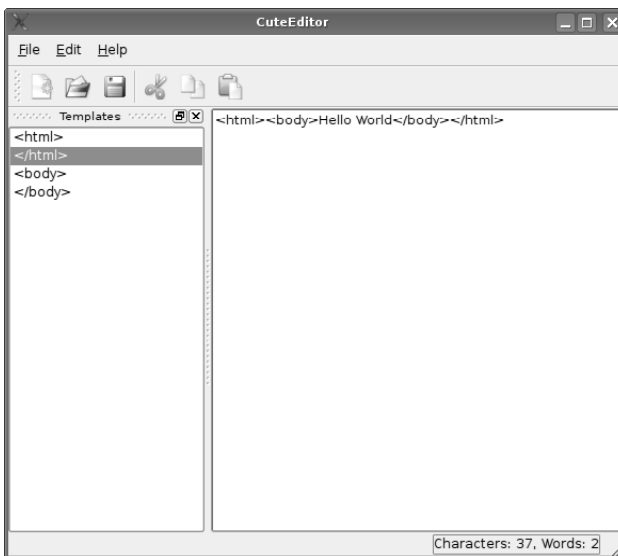 CuteEditor
File Edit Help
Templates
<html>
</html>
<body>
</body>
<html><body>Hello World</body></html>
Characters: 37, Words: 2